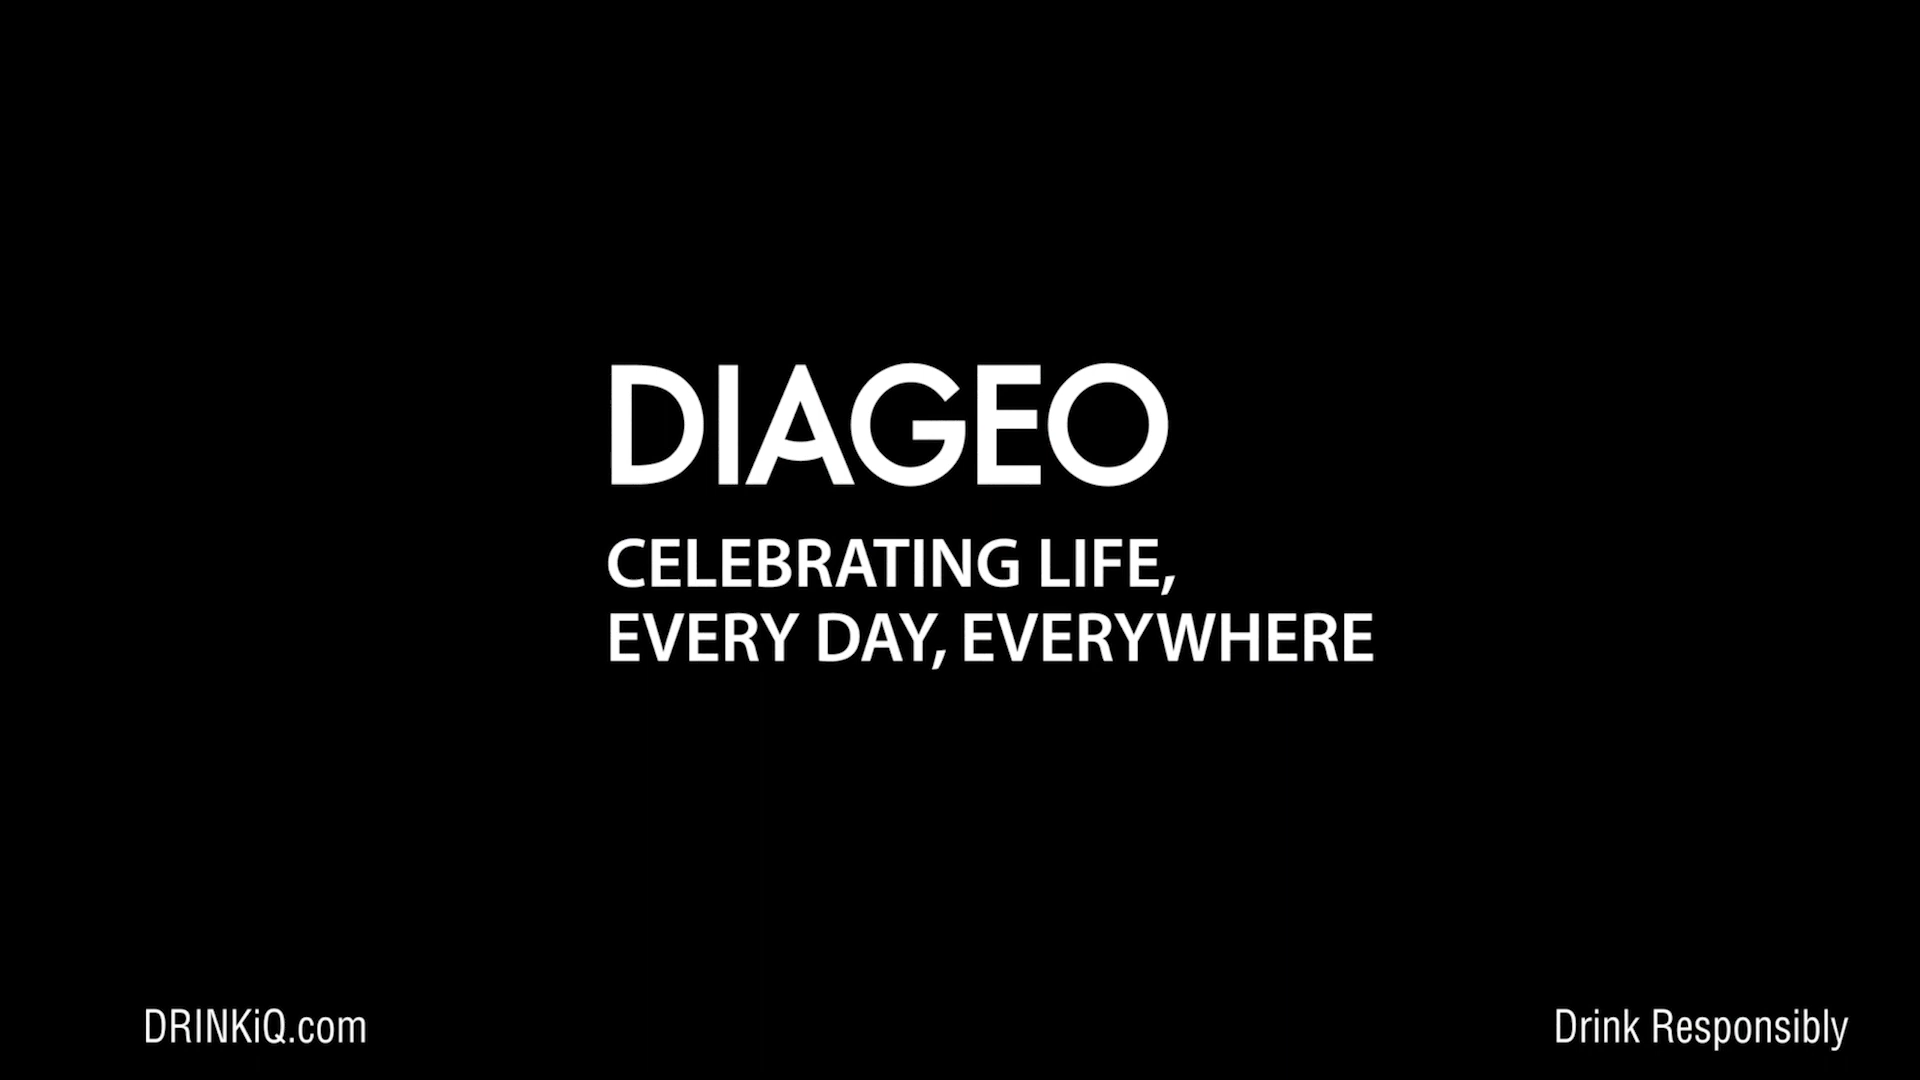 DIAGEO
CELEBRATING LIFE,
EVERY DAY, EVERYWHERE
DRINKiQ.com
Drink Responsibly